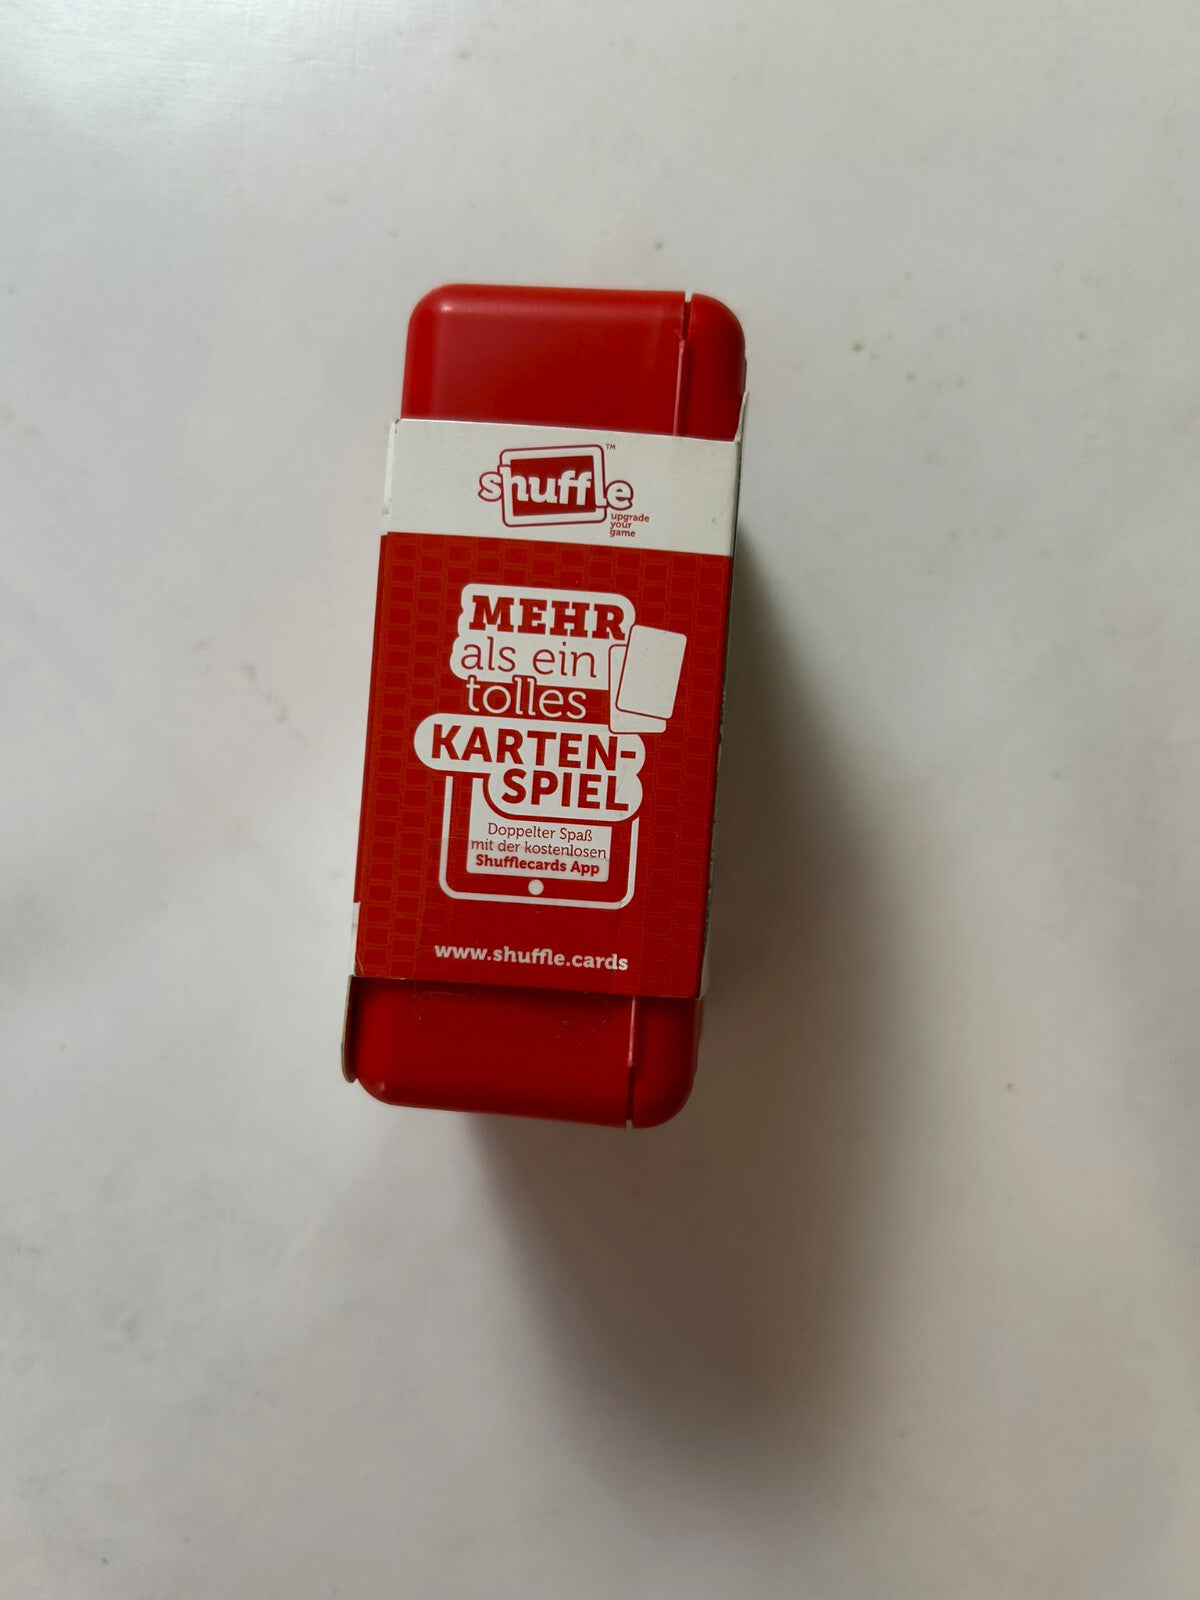 shuffle™
upgrade
your
game
MEHR
als ein
tolles
KARTEN-
SPIEL
Doppelter Spaß
mit der kostenlosen
Shufflecards App
www.shuffle.cards